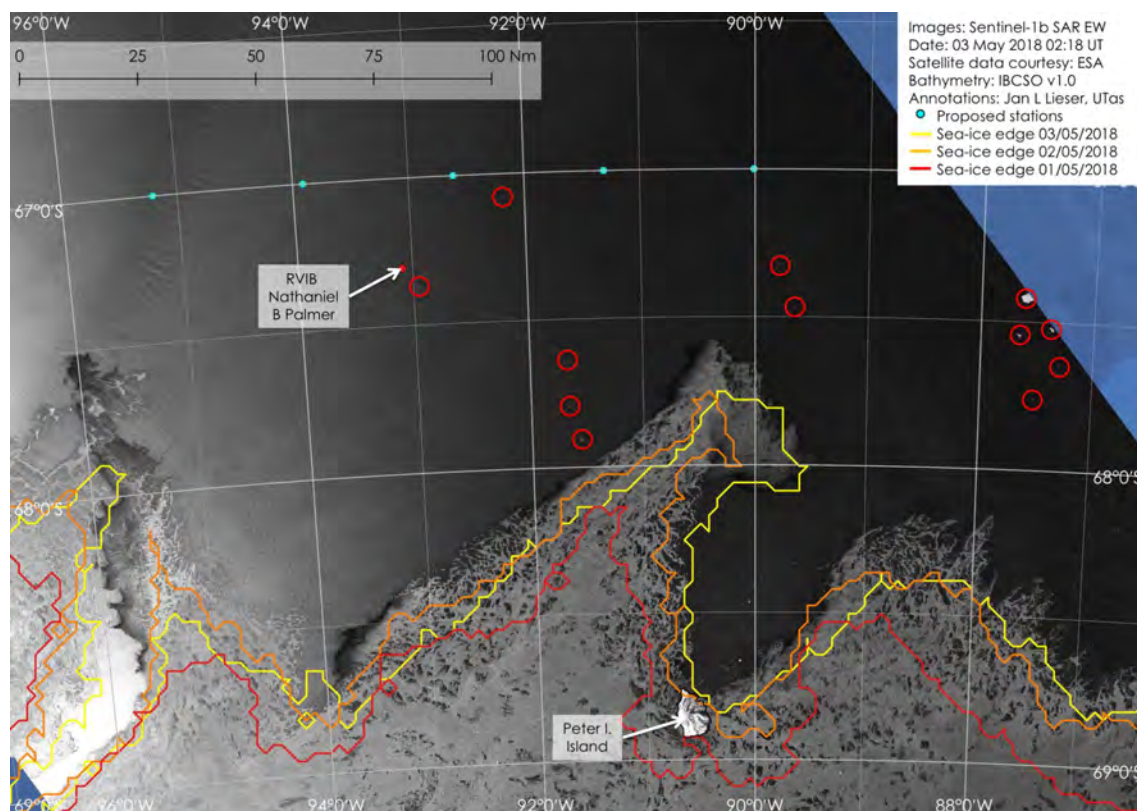 96°0'W
94°0'W
92°0'W
90°0'W
0
25
50
75
100 Nm
Images: Sentinel-1b SAR EW
Date: 03 May 2018 02:18 UT
Satellite data courtesy: ESA
Bathymetry: IBCSO v1.0
Annotations: Jan L Lieser, UTas
Proposed stations
Sea-ice edge 03/05/2018
Sea-ice edge 02/05/2018
Sea-ice edge 01/05/2018
67°0'S
RVIB
Nathaniel
B Palmer
68°0'S
68°0'S
Peter I.
Island
69°0'S
69°0'S
96°0'W
94°0'W
92°0'W
90°0'W
88°0'W